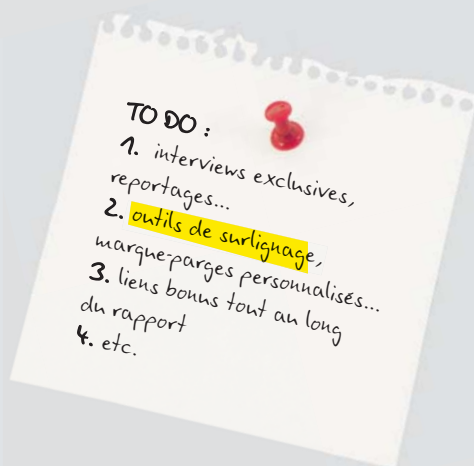 TO DO :
1. interviews exclusives,
reportages...
2. outils de surlignage,
marque-parges personnalisés...
3. liens bonus tout au long
du rapport
4. etc.